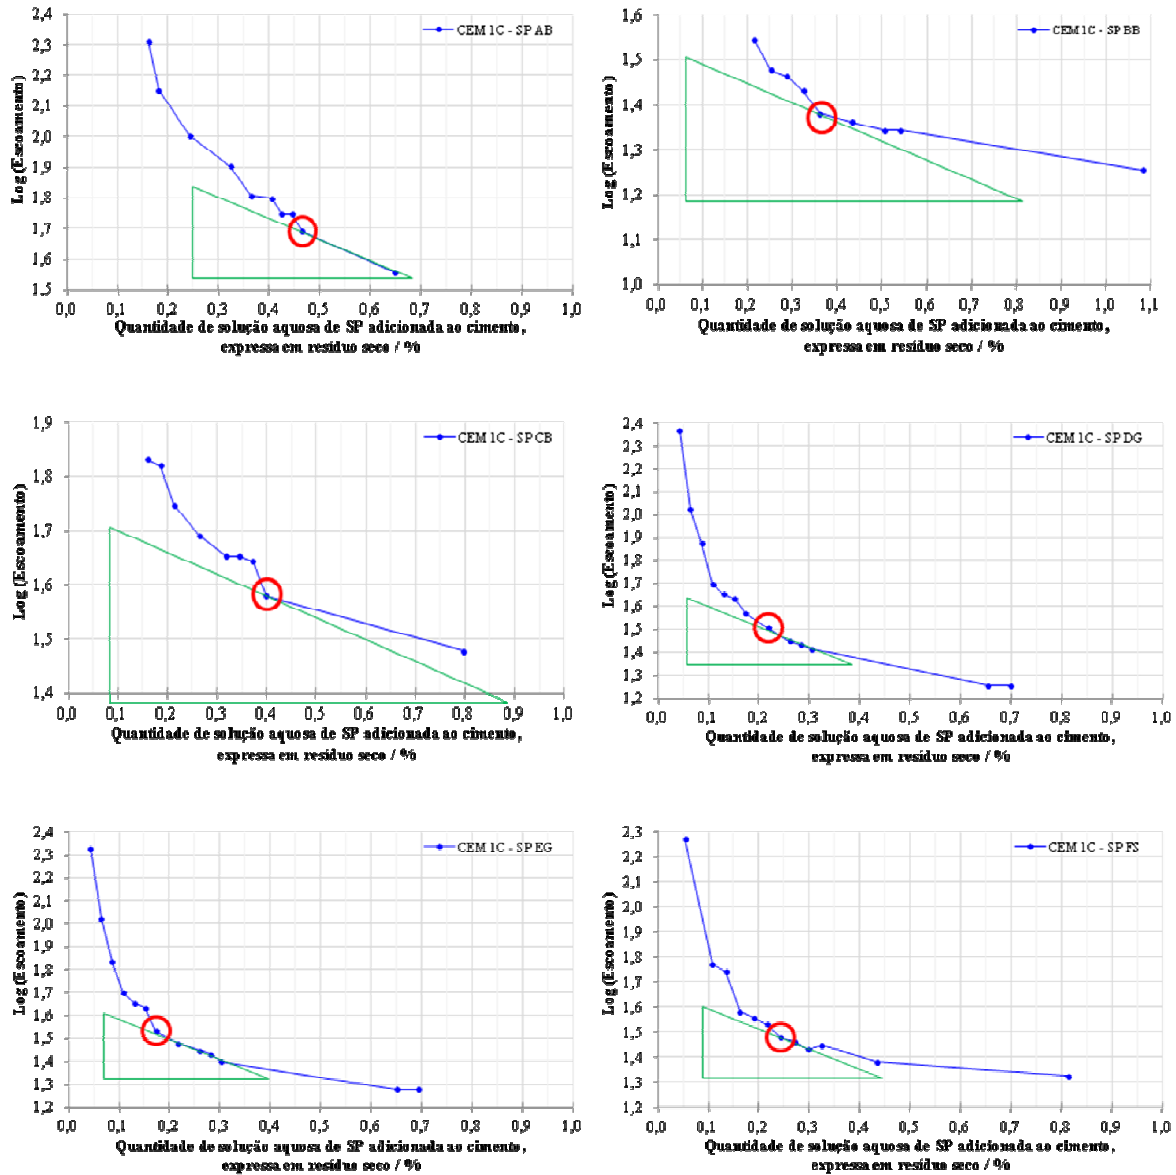 2,4
2,3
2,2
2,1
2,0
1,9
1,8
1,7
1,6
1,5
Log (Escoamento)
CEM 1C - SP AB
0,0 0,1 0,2 0,3 0,4 0,5 0,6 0,7 0,8 0,9 1,0
Quantidade de solução aquosa de SP adicionada ao cimento,
expressa em resíduo seco / %
1,6
1,5
1,4
1,3
1,2
1,1
1,0
Log (Escoamento)
CEM 1C - SP BB
0,0 0,1 0,2 0,3 0,4 0,5 0,6 0,7 0,8 0,9 1,0 1,1
Quantidade de solução aquosa de SP adicionada ao cimento,
expressa em resíduo seco / %
1,9
1,8
1,7
1,6
1,5
1,4
Log (Escoamento)
CEM 1C - SP CB
0,0 0,1 0,2 0,3 0,4 0,5 0,6 0,7 0,8 0,9 1,0
Quantidade de solução aquosa de SP adicionada ao cimento,
expressa em resíduo seco / %
2,4
2,3
2,2
2,1
2,0
1,9
1,8
1,7
1,6
1,5
1,4
1,3
1,2
Log (Escoamento)
CEM 1C - SP DG
0,0 0,1 0,2 0,3 0,4 0,5 0,6 0,7 0,8 0,9 1,0
Quantidade de solução aquosa de SP adicionada ao cimento,
expressa em resíduo seco / %
2,4
2,3
2,2
2,1
2,0
1,9
1,8
1,7
1,6
1,5
1,4
1,3
1,2
Log (Escoamento)
CEM 1C - SP EG
0,0 0,1 0,2 0,3 0,4 0,5 0,6 0,7 0,8 0,9 1,0
Quantidade de solução aquosa de SP adicionada ao cimento,
expressa em resíduo seco / %
2,3
2,2
2,1
2,0
1,9
1,8
1,7
1,6
1,5
1,4
1,3
1,2
Log (Escoamento)
CEM 1C - SP FS
0,0 0,1 0,2 0,3 0,4 0,5 0,6 0,7 0,8 0,9 1,0
Quantidade de solução aquosa de SP adicionada ao cimento,
expressa em resíduo seco / %